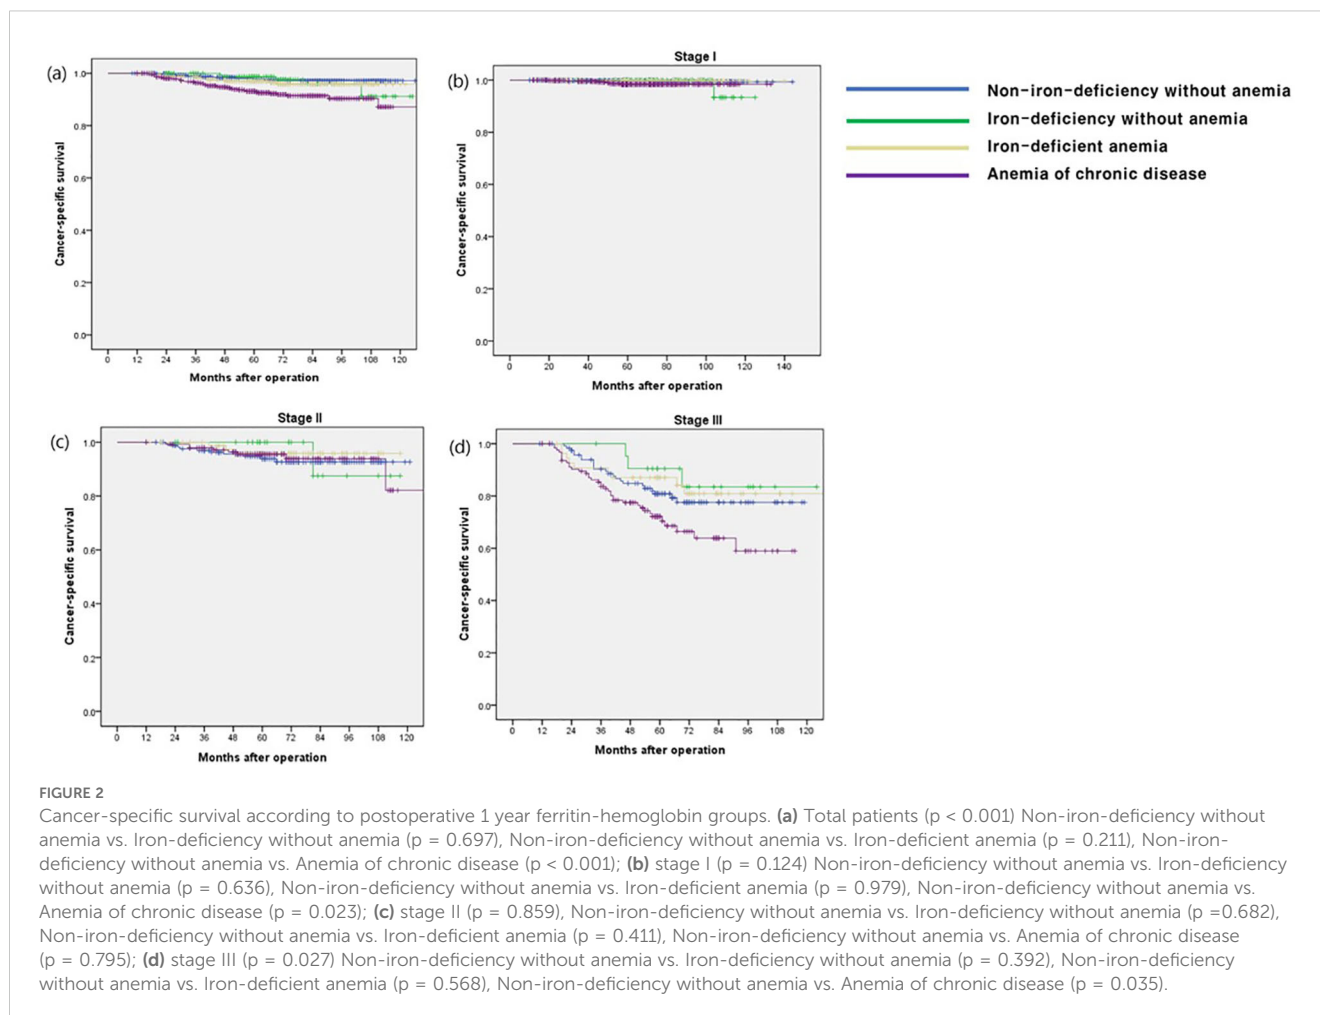 (a)
1.0
0.8
0.6
0.4
0.2
0.0
Cancer-specific survival
0 12 24 36 48 60 72 84 96 108 120
Months after operation
Stage I
(b)
1.0
0.8
0.6
0.4
0.2
0.0
Cancer-specific survival
0 20 40 60 80 100 120 140
Months after operation
Non-iron-deficiency without anemia
Iron-deficiency without anemia
Iron-deficient anemia
Anemia of chronic disease
Stage II
(c)
1.0
0.8
0.6
0.4
0.2
0.0
Cancer-specific survival
0 12 24 36 48 60 72 84 96 108 120
Months after operation
Stage III
(d)
1.0
0.8
0.6
0.4
0.2
0.0
Cancer-specific survival
0 12 24 36 48 60 72 84 96 108 120
Months after operation
FIGURE 2
Cancer-specific survival according to postoperative 1 year ferritin-hemoglobin groups. (a) Total patients (p < 0.001) Non-iron-deficiency without
anemia vs. Iron-deficiency without anemia (p = 0.697), Non-iron-deficiency without anemia vs. Iron-deficient anemia (p = 0.211), Non-iron-
deficiency without anemia vs. Anemia of chronic disease (p < 0.001); (b) stage I (p = 0.124) Non-iron-deficiency without anemia vs. Iron-deficiency
without anemia (p = 0.636), Non-iron-deficiency without anemia vs. Iron-deficient anemia (p = 0.979), Non-iron-deficiency without anemia vs.
Anemia of chronic disease (p = 0.023); (c) stage II (p = 0.859), Non-iron-deficiency without anemia vs. Iron-deficiency without anemia (p =0.682),
Non-iron-deficiency without anemia vs. Iron-deficient anemia (p = 0.411), Non-iron-deficiency without anemia vs. Anemia of chronic disease
(p = 0.795); (d) stage III (p = 0.027) Non-iron-deficiency without anemia vs. Iron-deficiency without anemia (p = 0.392), Non-iron-deficiency
without anemia vs. Iron-deficient anemia (p = 0.568), Non-iron-deficiency without anemia vs. Anemia of chronic disease (p = 0.035).